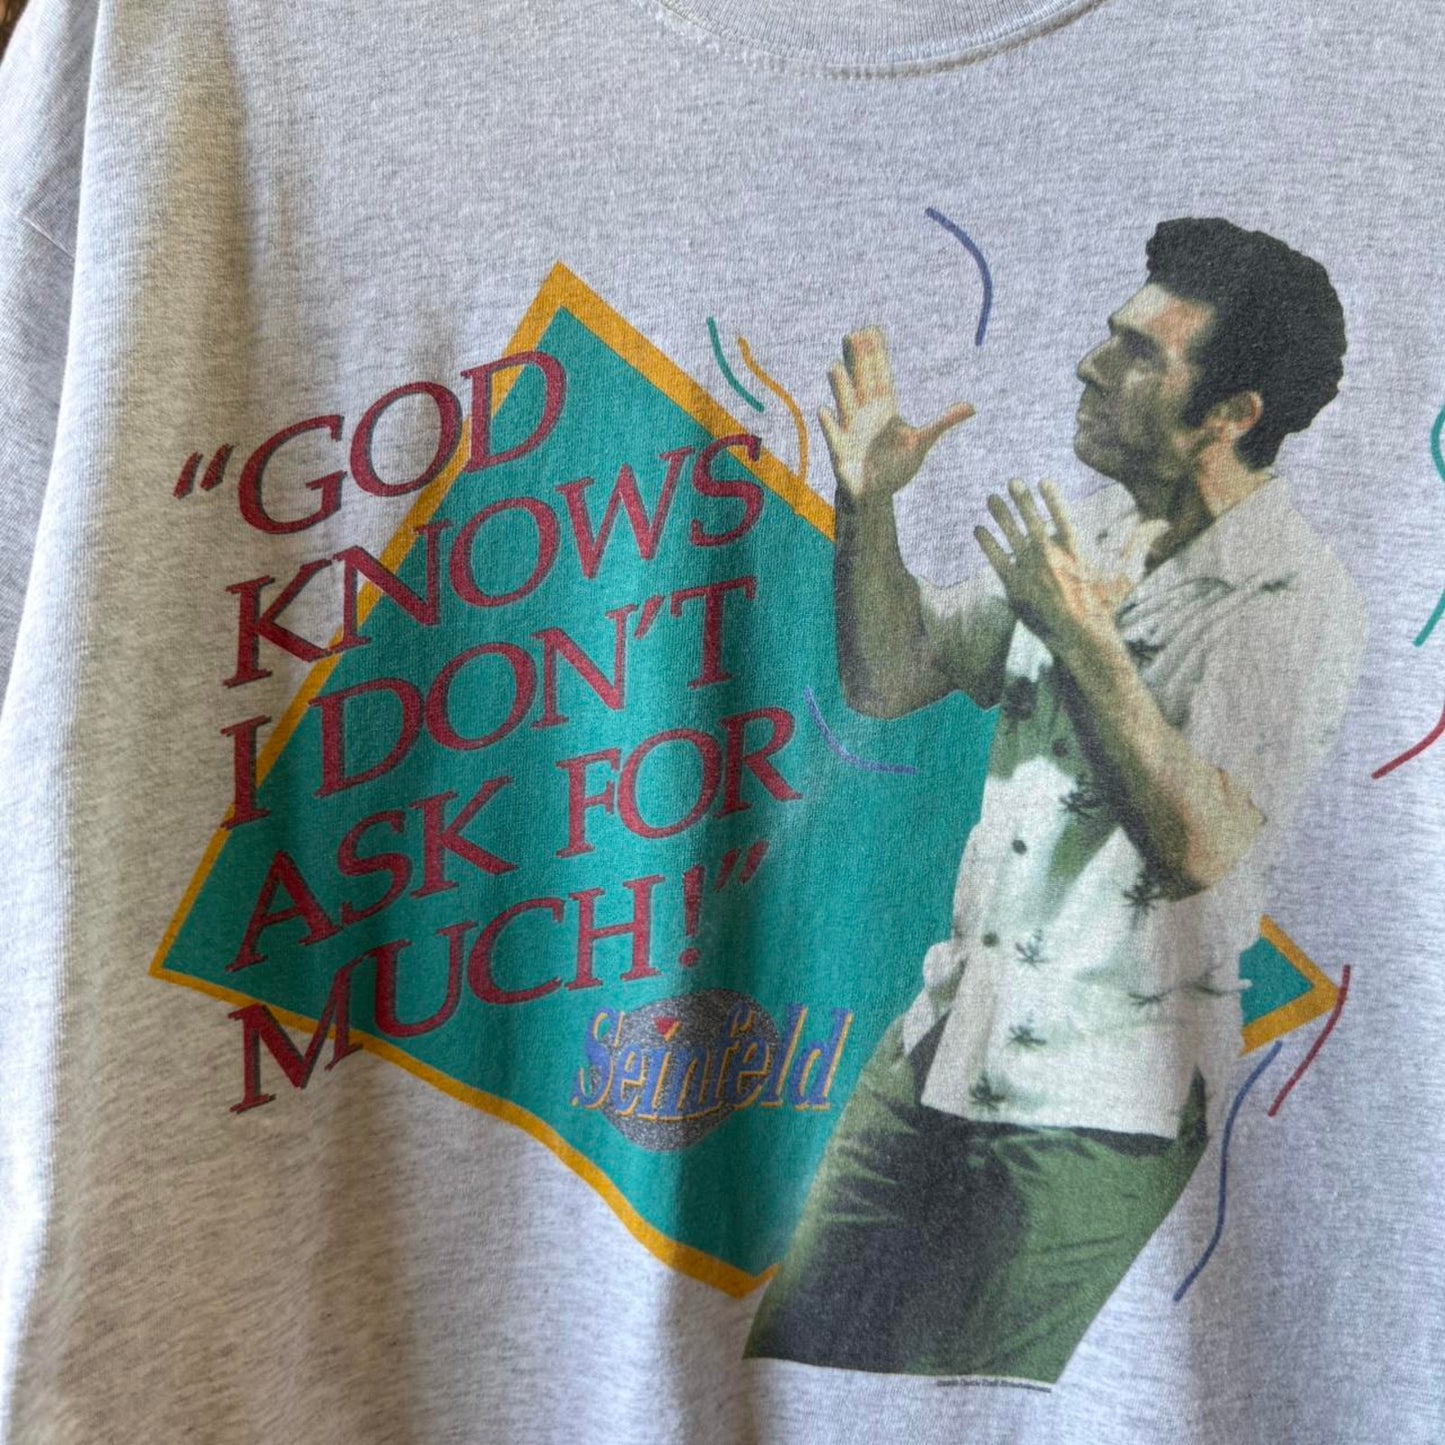 “GOD
KNOWS
I DON’T
ASK FOR
MUCH!”
Seinfeld